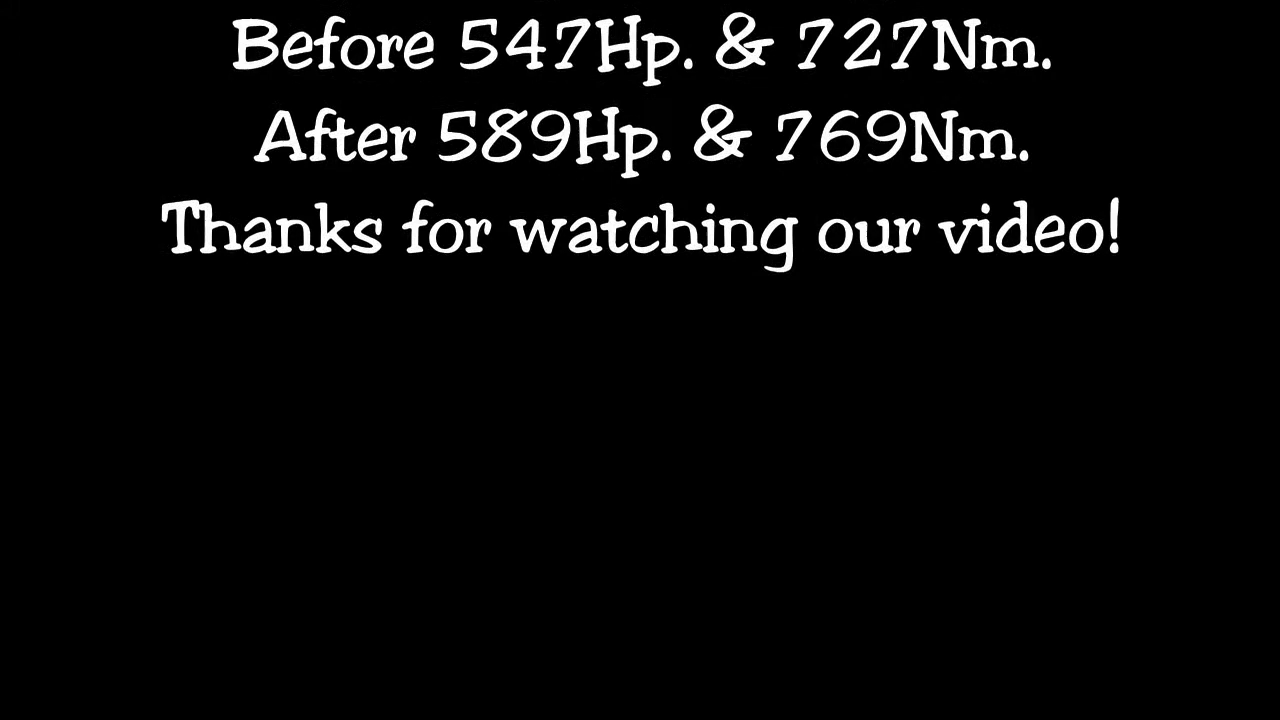 Before 547Hp. & 727Nm.
After 589Hp. & 769Nm.
Thanks for watching our video!